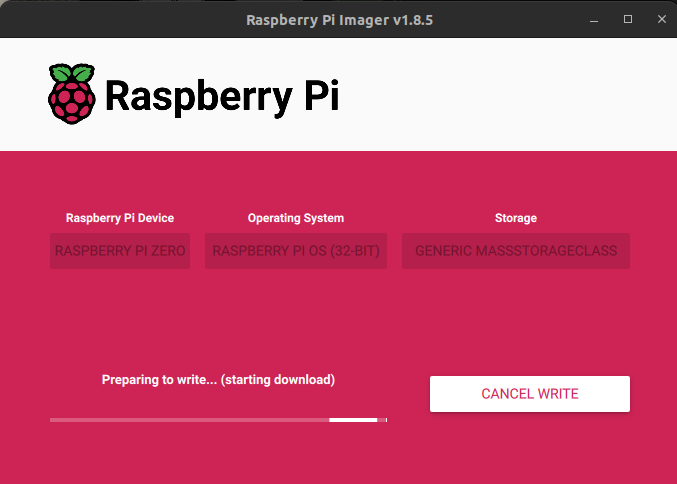 Raspberry Pi Imager v1.8.5
Raspberry Pi
Raspberry Pi Device
Operating System
Storage
RASPBERRY PI ZERO
RASPBERRY PI OS (32-BIT)
GENERIC MASSSTORAGECLASS
Preparing to write... (starting download)
CANCEL WRITE